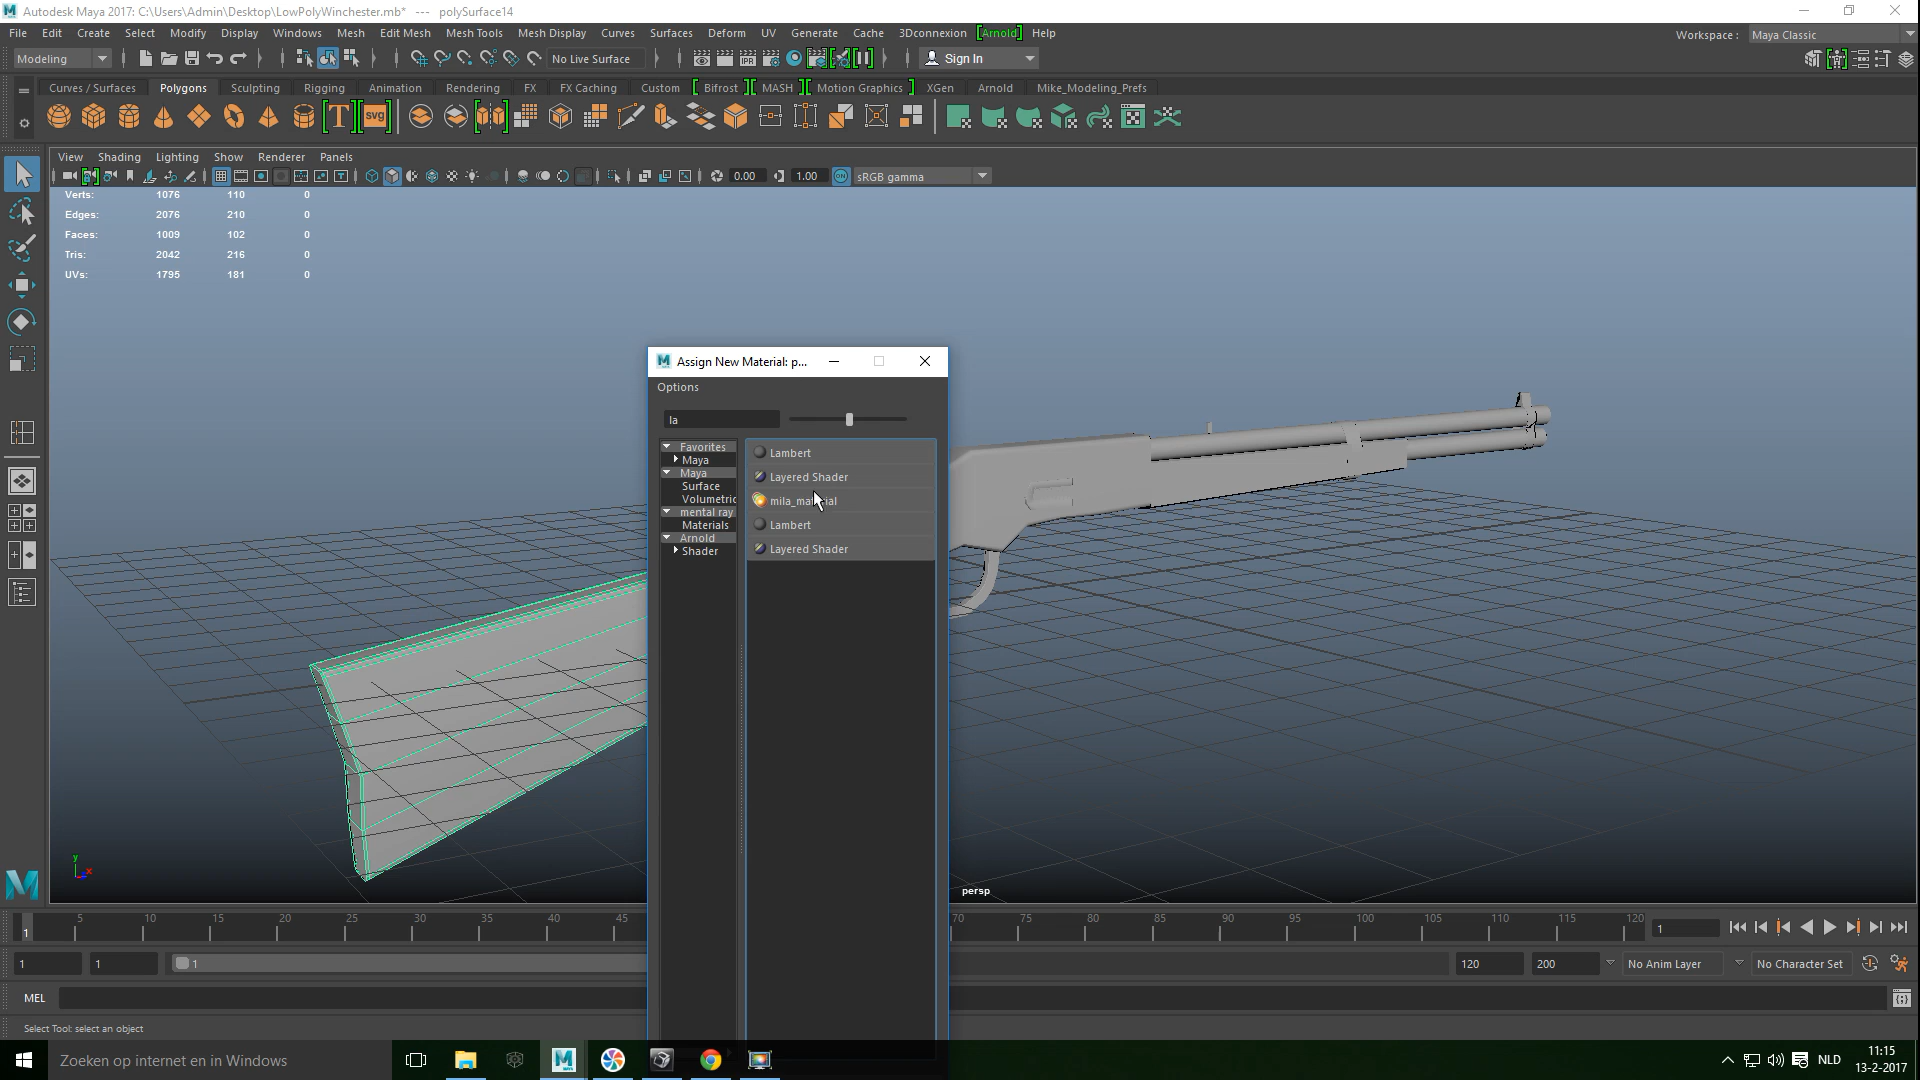 Autodesk Maya 2017: C:\Users\Admin\Desktop\LowPolyWinchester.mb* --- polySurface14
File Edit Create Select Modify Display Windows Mesh Edit Mesh Mesh Tools Mesh Display Curves Surfaces Deform UV Generate Cache 3Dconnexion [Arnold] Help Workspace : Maya Classic
Modeling No Live Surface IPR Sign In
Curves / Surfaces Polygons Sculpting Rigging Animation Rendering FX FX Caching Custom Bifrost MASH Motion Graphics XGen Arnold Mike_Modeling_Prefs
T SVG
View Shading Lighting Show Renderer Panels
0.00 1.00 ON sRGB gamma
Verts: 1076 110 0
Edges: 2076 210 0
Faces: 1009 102 0
Tris: 2042 216 0
UVs: 1795 181 0
Assign New Material: p...
Options
la
Favorites
Maya
Maya
Surface
Volumetric
mental ray
Materials
Arnold
Shader
Lambert
Layered Shader
Lambert
Layered Shader
y
x
persp
5 10 15 20 25 30 35 40 45 70 75 80 85 90 95 100 105 110 115 120
1 1
1 1 1 120 200 No Anim Layer No Character Set
MEL
Select Tool: select an object
Zoeken op internet en in Windows
NLD
11:15
13-2-2017